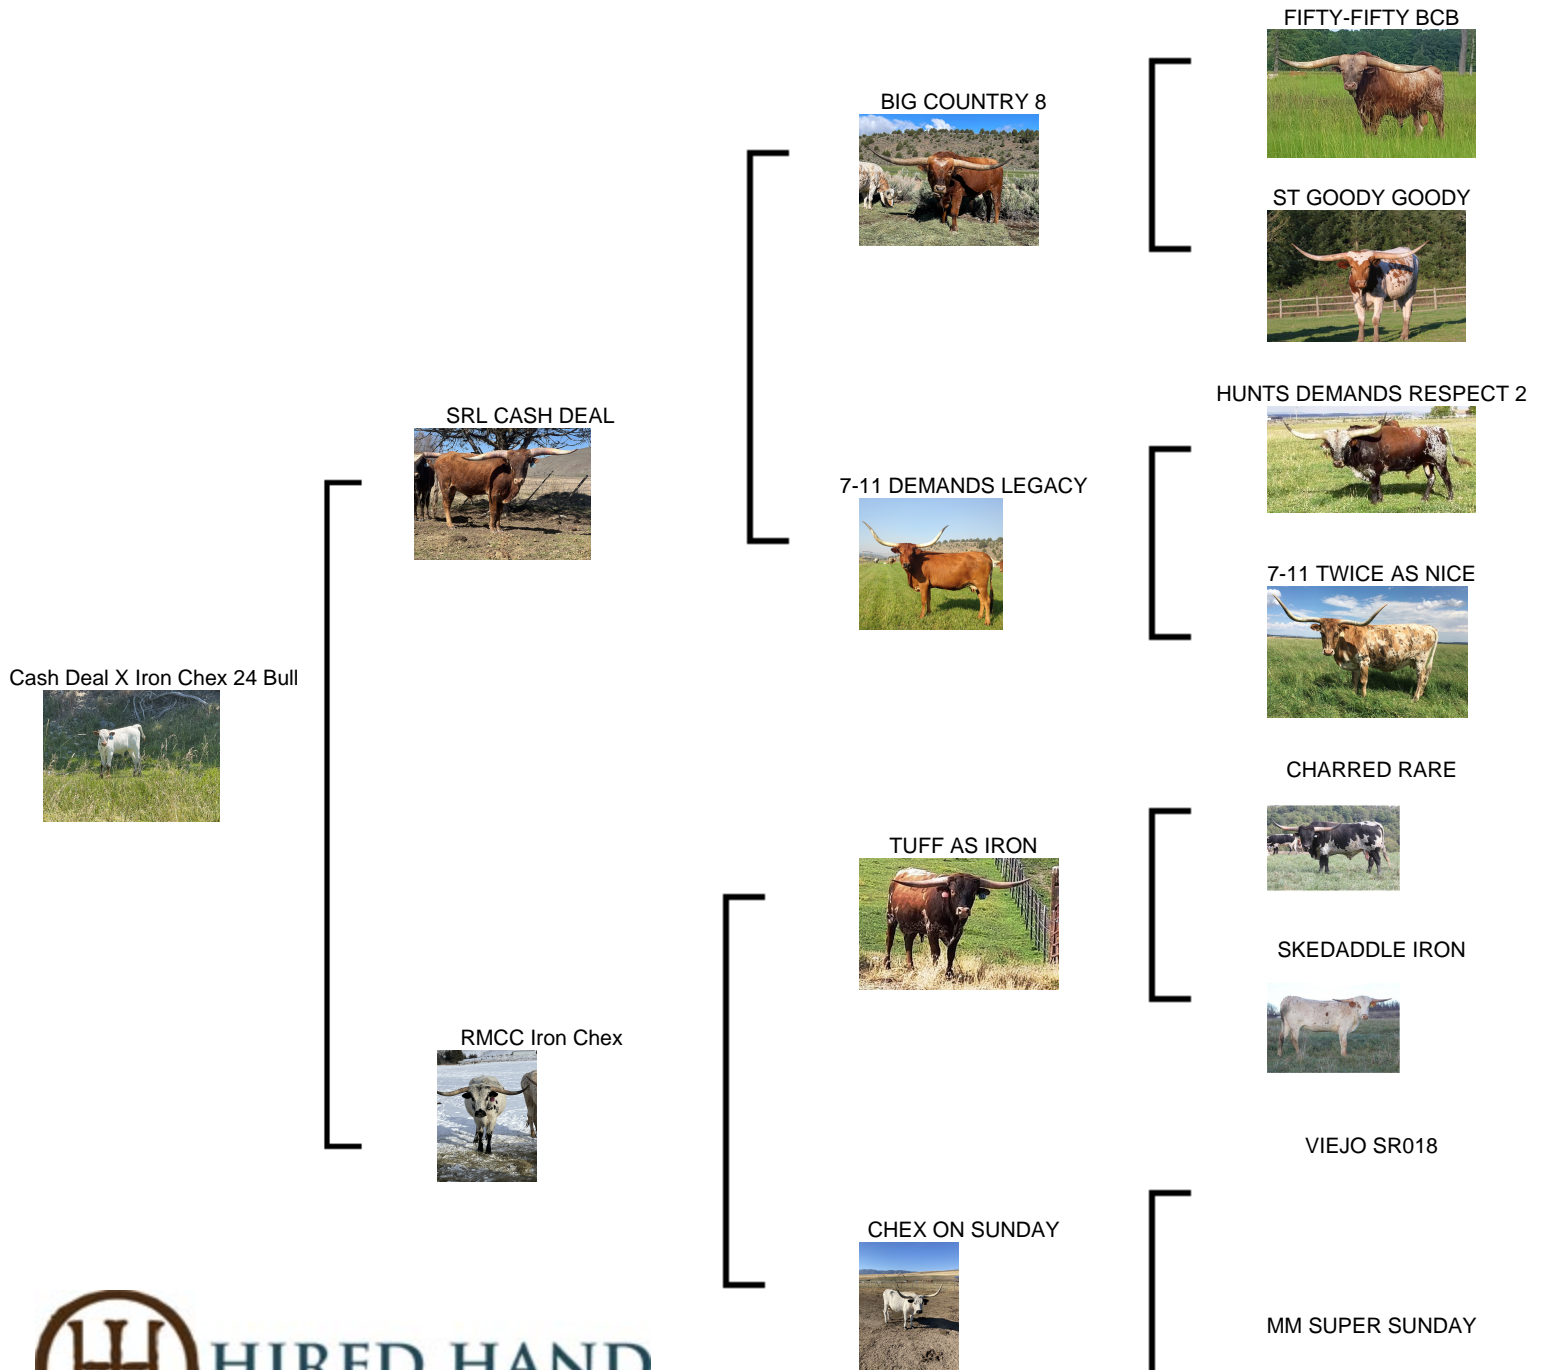 FIFTY-FIFTY BCB
BIG COUNTRY 8
ST GOODY GOODY
HUNTS DEMANDS RESPECT 2
SRL CASH DEAL
7-11 DEMANDS LEGACY
7-11 TWICE AS NICE
Cash Deal X Iron Chex 24 Bull
CHARRED RARE
TUFF AS IRON
SKEDADDLE IRON
RMCC Iron Chex
VIEJO SR018
CHEX ON SUNDAY
MM SUPER SUNDAY
HIRED HAND